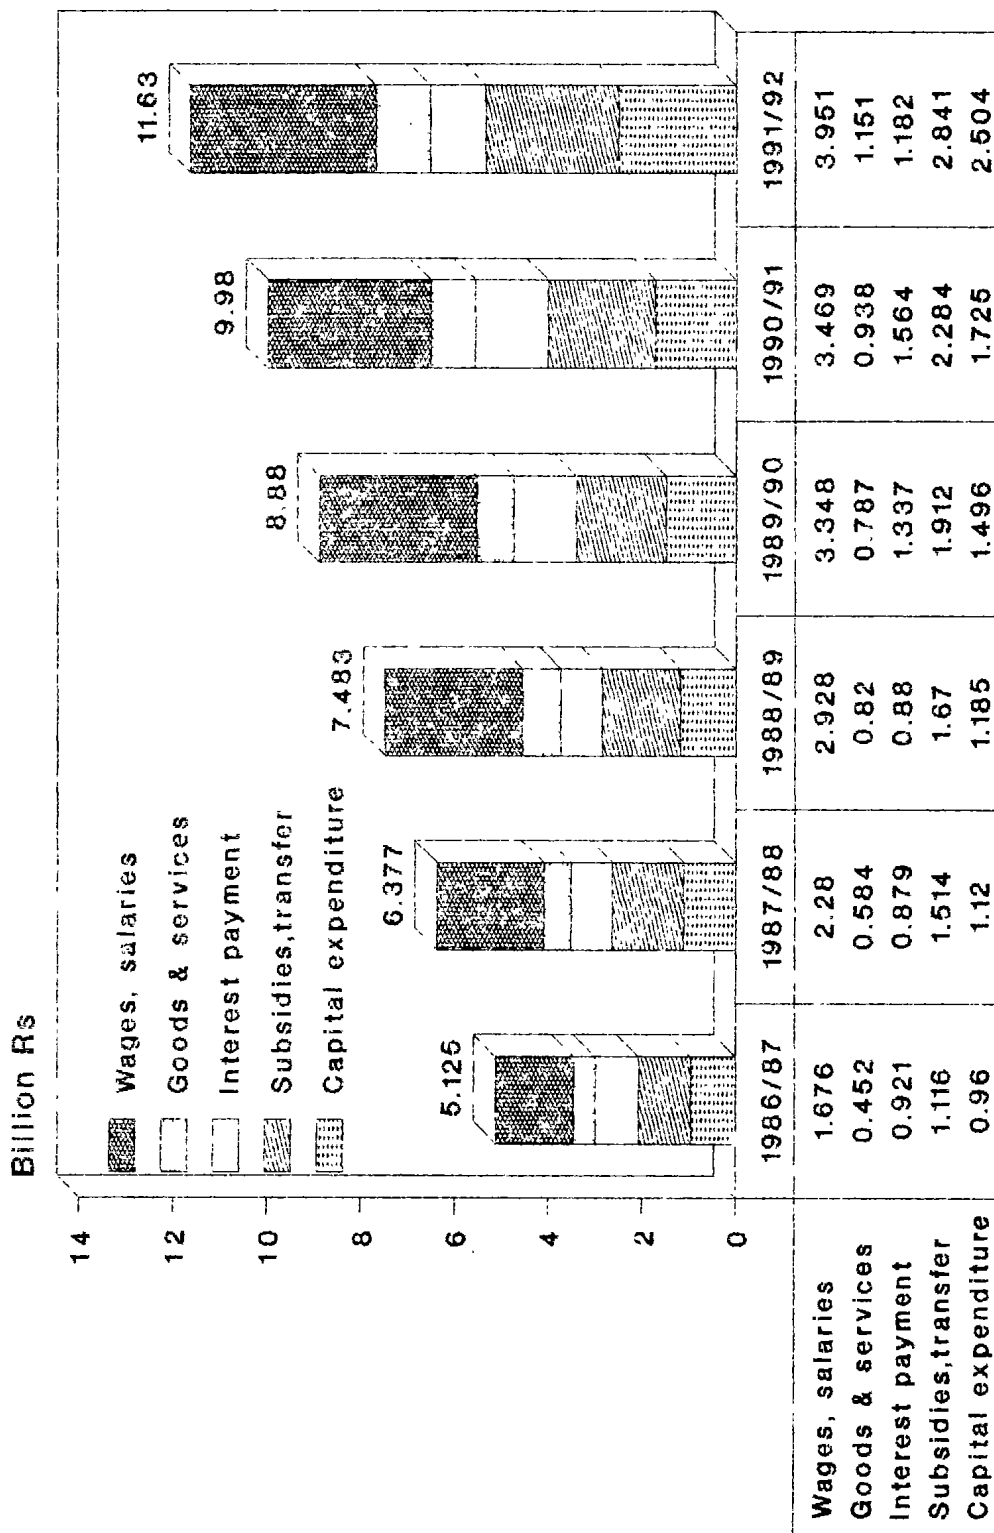 Billion Rs
14
12
10
8
6
4
2
0
Wages, salaries
Goods & services
Interest payment
Subsidies,transfer
Capital expenditure
5.125
6.377
7.483
8.88
9.98
11.63
1986/87 1987/88 1988/89 1989/90 1990/91 1991/92
Wages, salaries 1.676 2.28 2.928 3.348 3.469 3.951
Goods & services 0.452 0.584 0.82 0.787 0.938 1.151
Interest payment 0.921 0.879 0.88 1.337 1.564 1.182
Subsidies,transfer 1.116 1.514 1.67 1.912 2.284 2.841
Capital expenditure 0.96 1.12 1.185 1.496 1.725 2.504